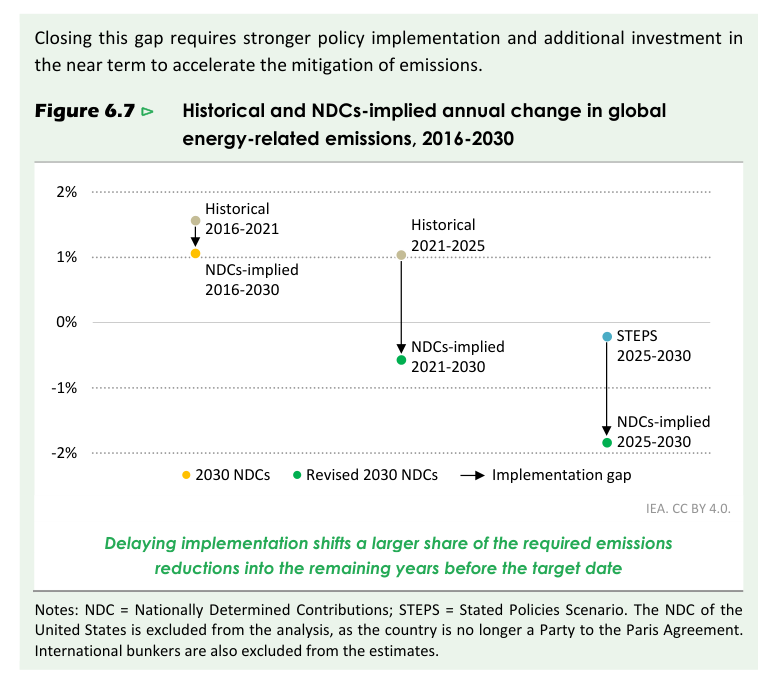 Closing this gap requires stronger policy implementation and additional investment in
the near term to accelerate the mitigation of emissions.
Figure 6.7 ▻ Historical and NDCs-implied annual change in global
energy-related emissions, 2016-2030
2%
1%
0%
-1%
-2%
Historical
2016-2021
NDCs-implied
2016-2030
Historical
2021-2025
NDCs-implied
2021-2030
STEPS
2025-2030
NDCs-implied
2025-2030
2030 NDCs Revised 2030 NDCs Implementation gap
IEA. CC BY 4.0.
Delaying implementation shifts a larger share of the required emissions
reductions into the remaining years before the target date
Notes: NDC = Nationally Determined Contributions; STEPS = Stated Policies Scenario. The NDC of the
United States is excluded from the analysis, as the country is no longer a Party to the Paris Agreement.
International bunkers are also excluded from the estimates.